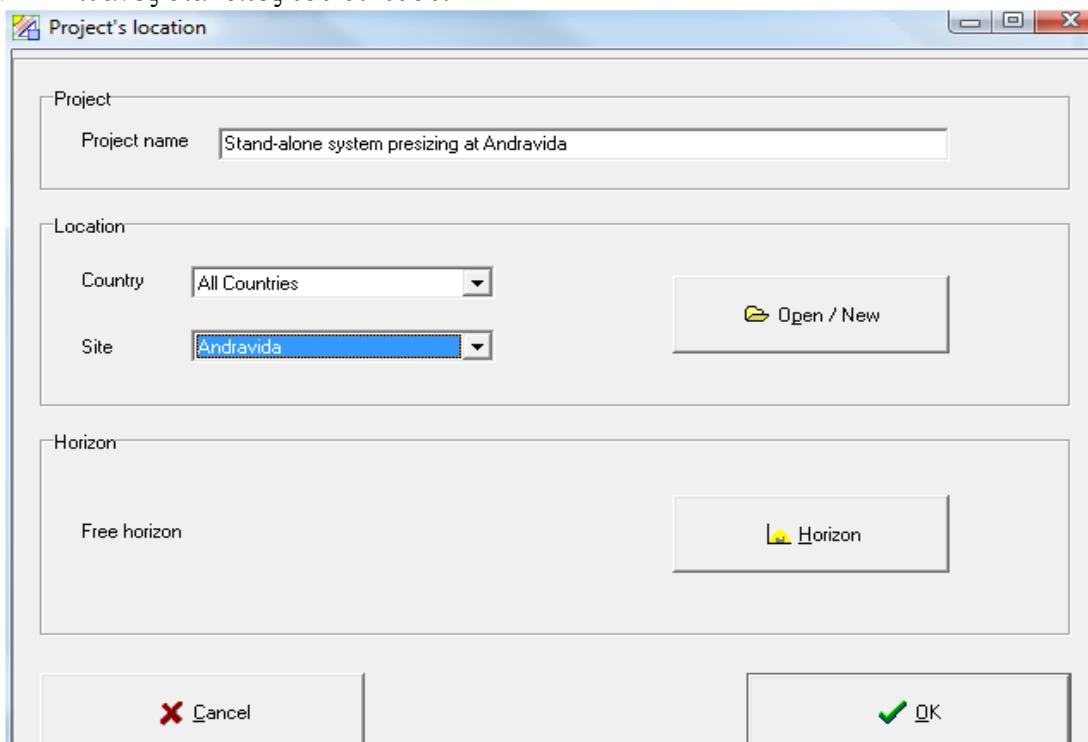 Project's location
Project
Project name Stand-alone system presizing at Andravida
Location
Country All Countries
Open / New
Site Andravida
Horizon
Free horizon
Horizon
Cancel
OK